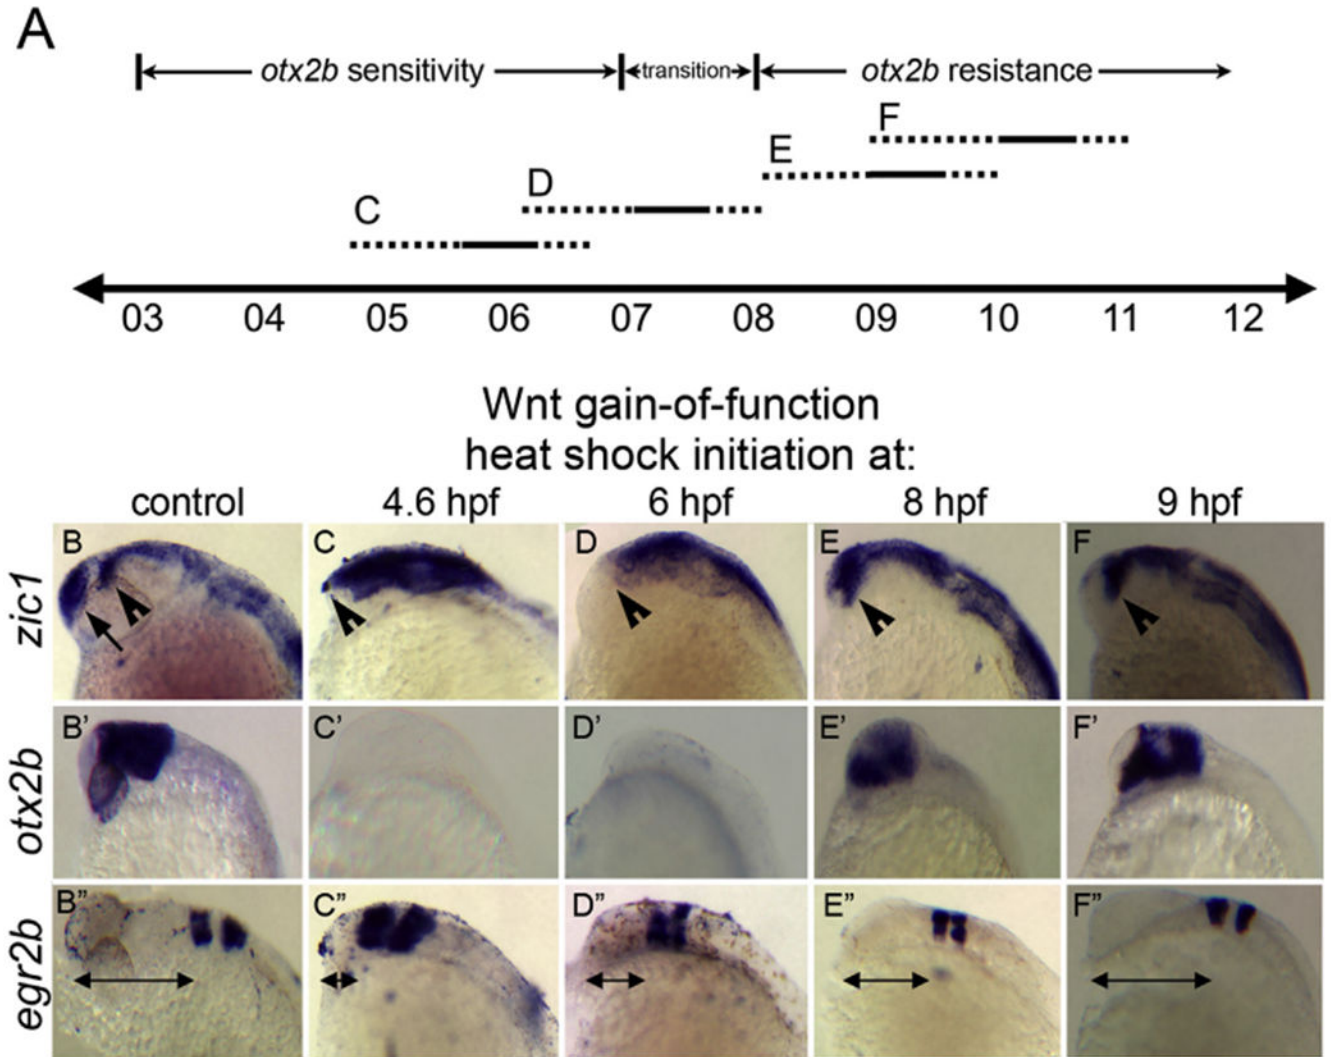 A
otx2b sensitivity transition otx2b resistance
F
E
D
C
03 04 05 06 07 08 09 10 11 12
Wnt gain-of-function
heat shock initiation at:
control 4.6 hpf 6 hpf 8 hpf 9 hpf
zic1 B C D E F
otx2b B' C' D' E' F'
egr2b B" C" D" E" F"